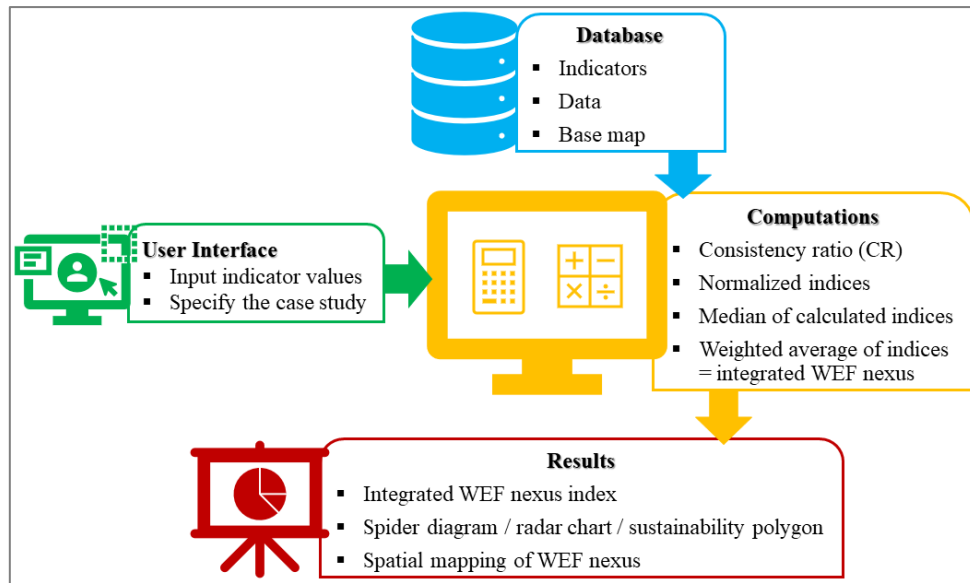 Database
▪ Indicators
▪ Data
▪ Base map
User Interface
▪ Input indicator values
▪ Specify the case study
Computations
▪ Consistency ratio (CR)
▪ Normalized indices
▪ Median of calculated indices
▪ Weighted average of indices
= integrated WEF nexus
Results
▪ Integrated WEF nexus index
▪ Spider diagram / radar chart / sustainability polygon
▪ Spatial mapping of WEF nexus